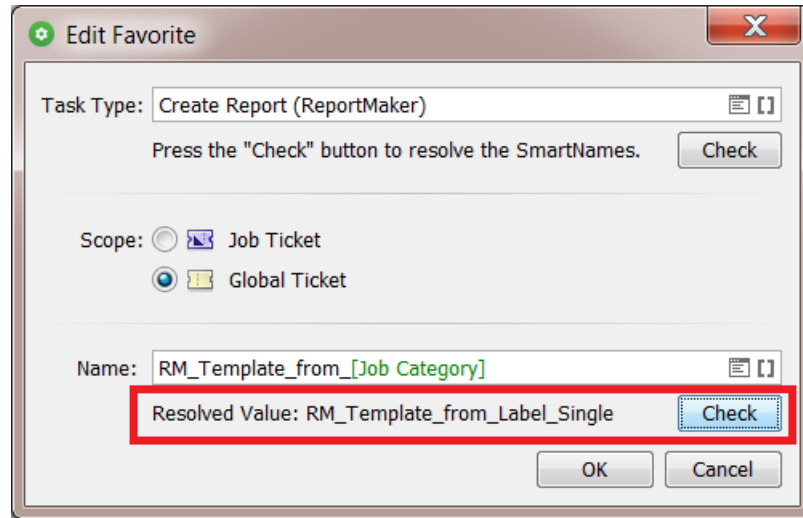 Edit Favorite
Task Type: Create Report (ReportMaker)
Press the "Check" button to resolve the SmartNames. Check
Scope: Job Ticket
Global Ticket
Name: RM_Template_from_[Job Category]
Resolved Value: RM_Template_from_Label_Single Check
OK Cancel